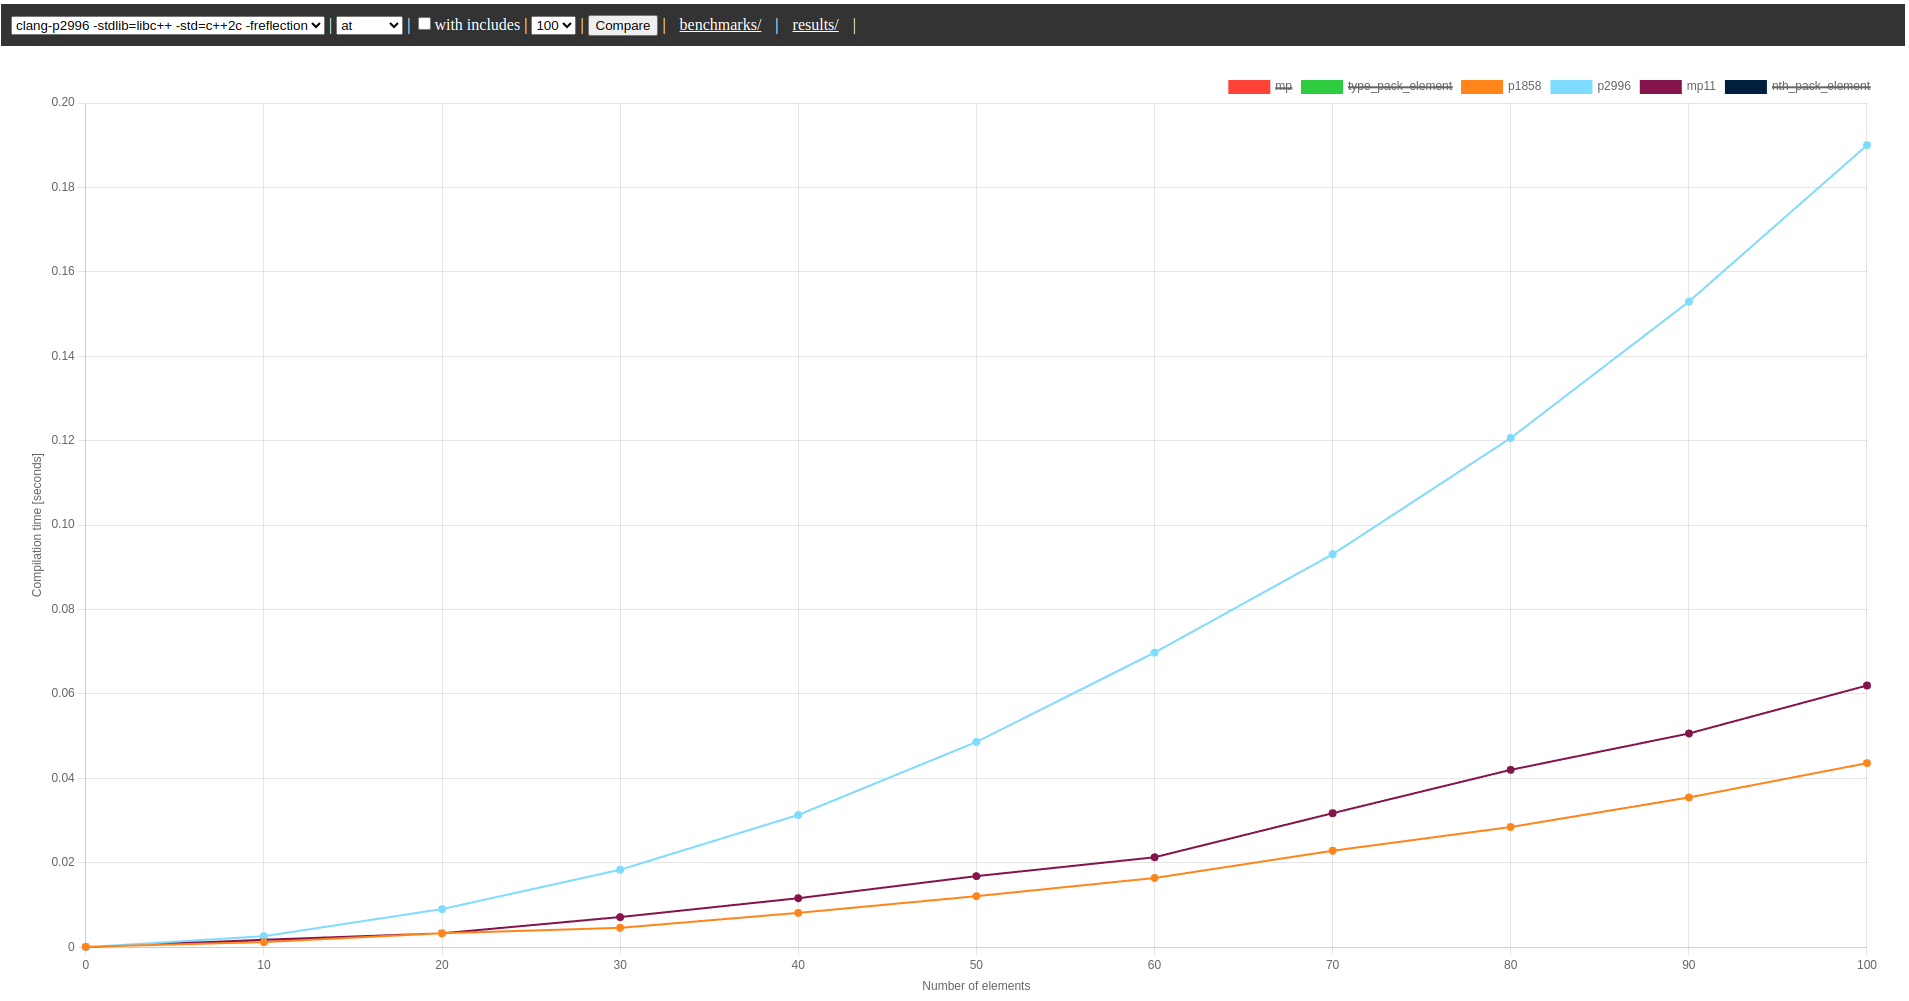 clang-p2996 -stdlib=libc++ -std=c++2c -freflection | at | with includes | 100 | Compare | benchmarks/ | results/ |
mp type_pack_element p1858 p2996 mp11 nth_pack_element
0.20
0.18
0.16
0.14
0.12
0.10
0.08
0.06
0.04
0.02
0
Compilation time [seconds]
0 10 20 30 40 50 60 70 80 90 100
Number of elements